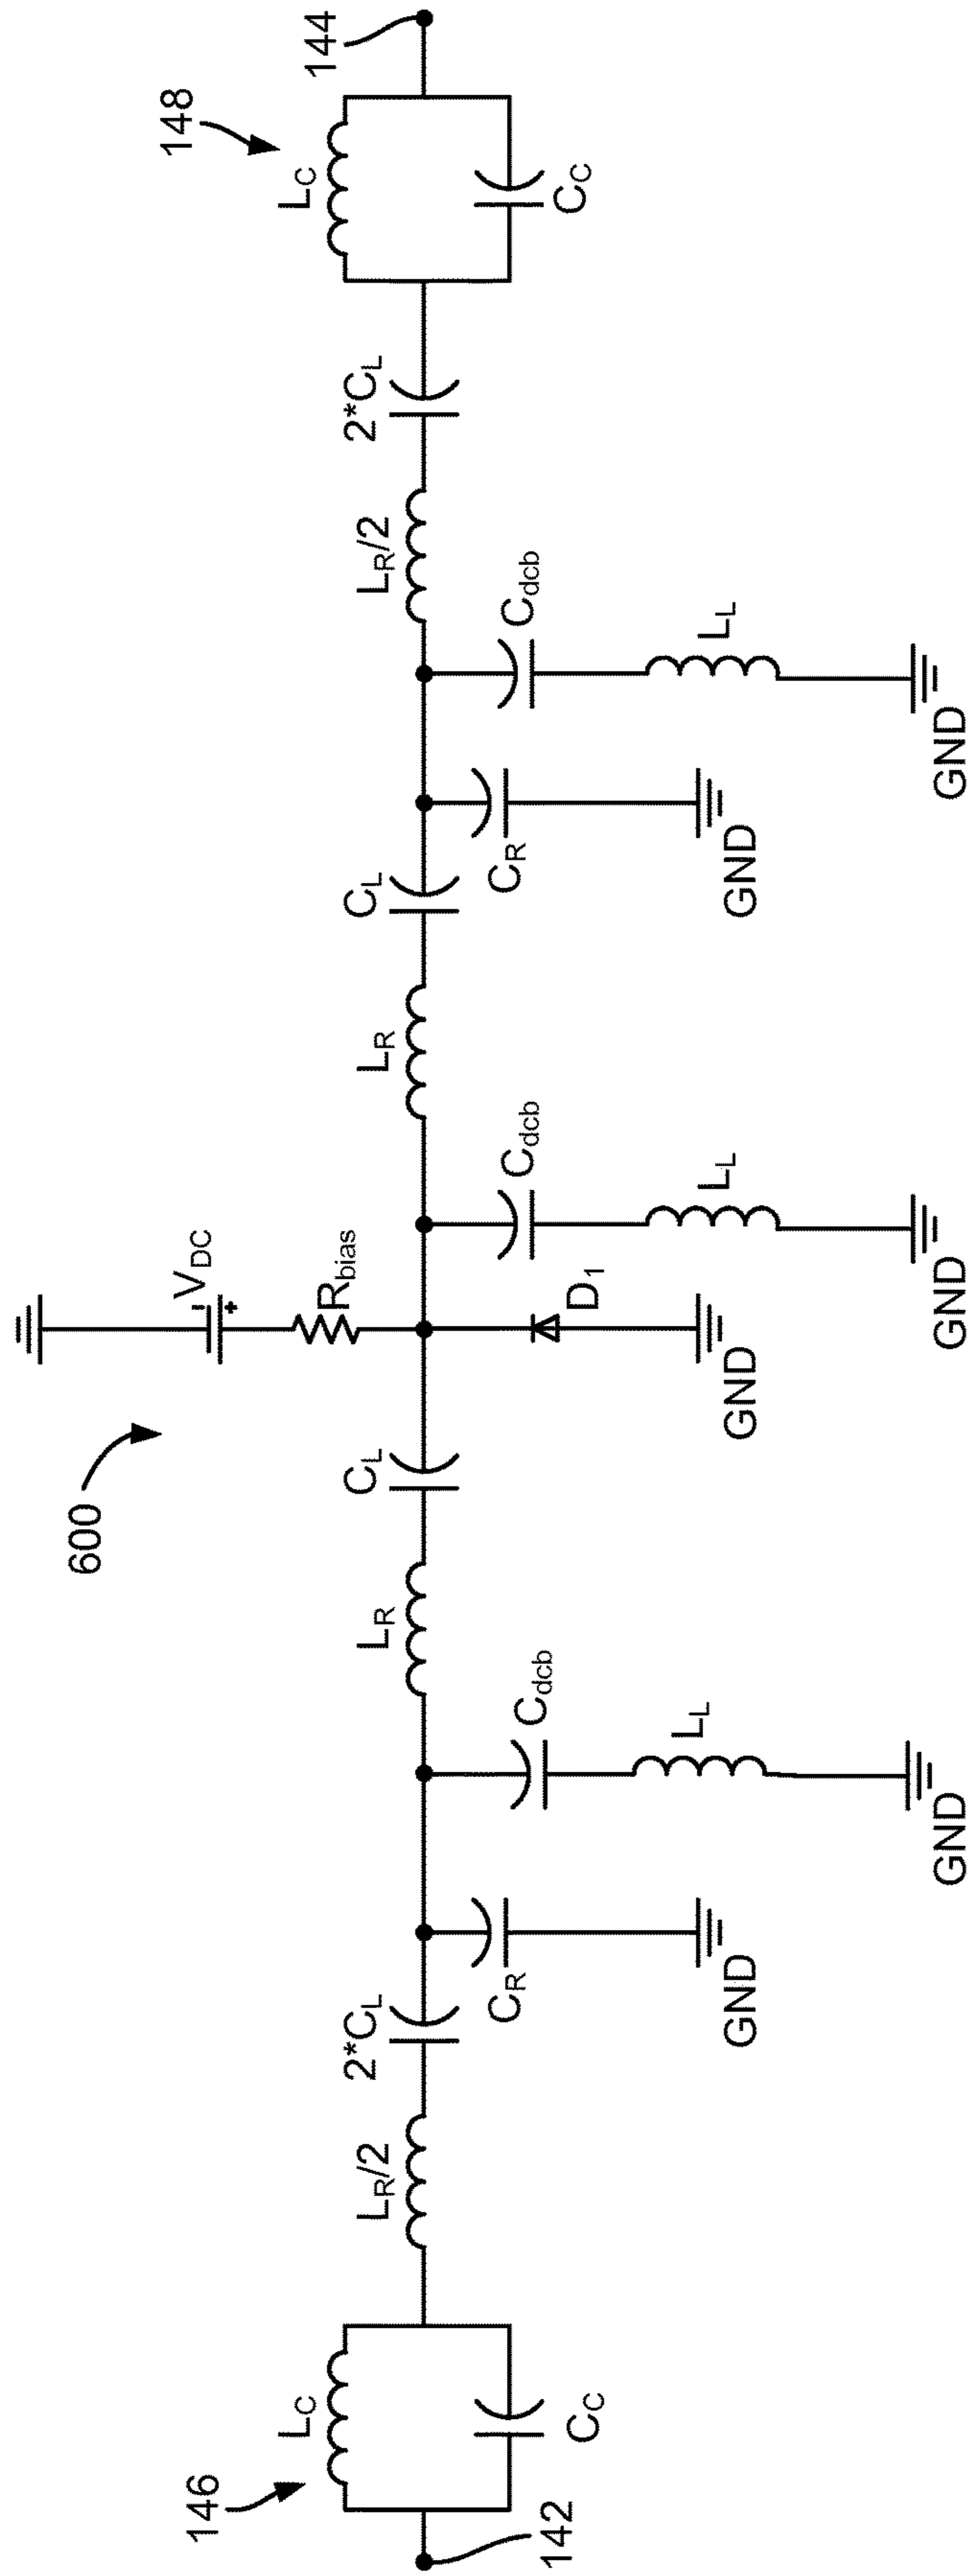 600
148
V_DC
-
+
146
L_C
L_C
144
R_bias
L_R/2
2*C_L
L_R
C_L
L_R
C_L
L_R/2
2*C_L
C_R
C_dcb
C_dcb
C_R
C_dcb
142
C_C
D_1
C_C
L_L
L_L
L_L
GND
GND
GND
GND
GND
GND